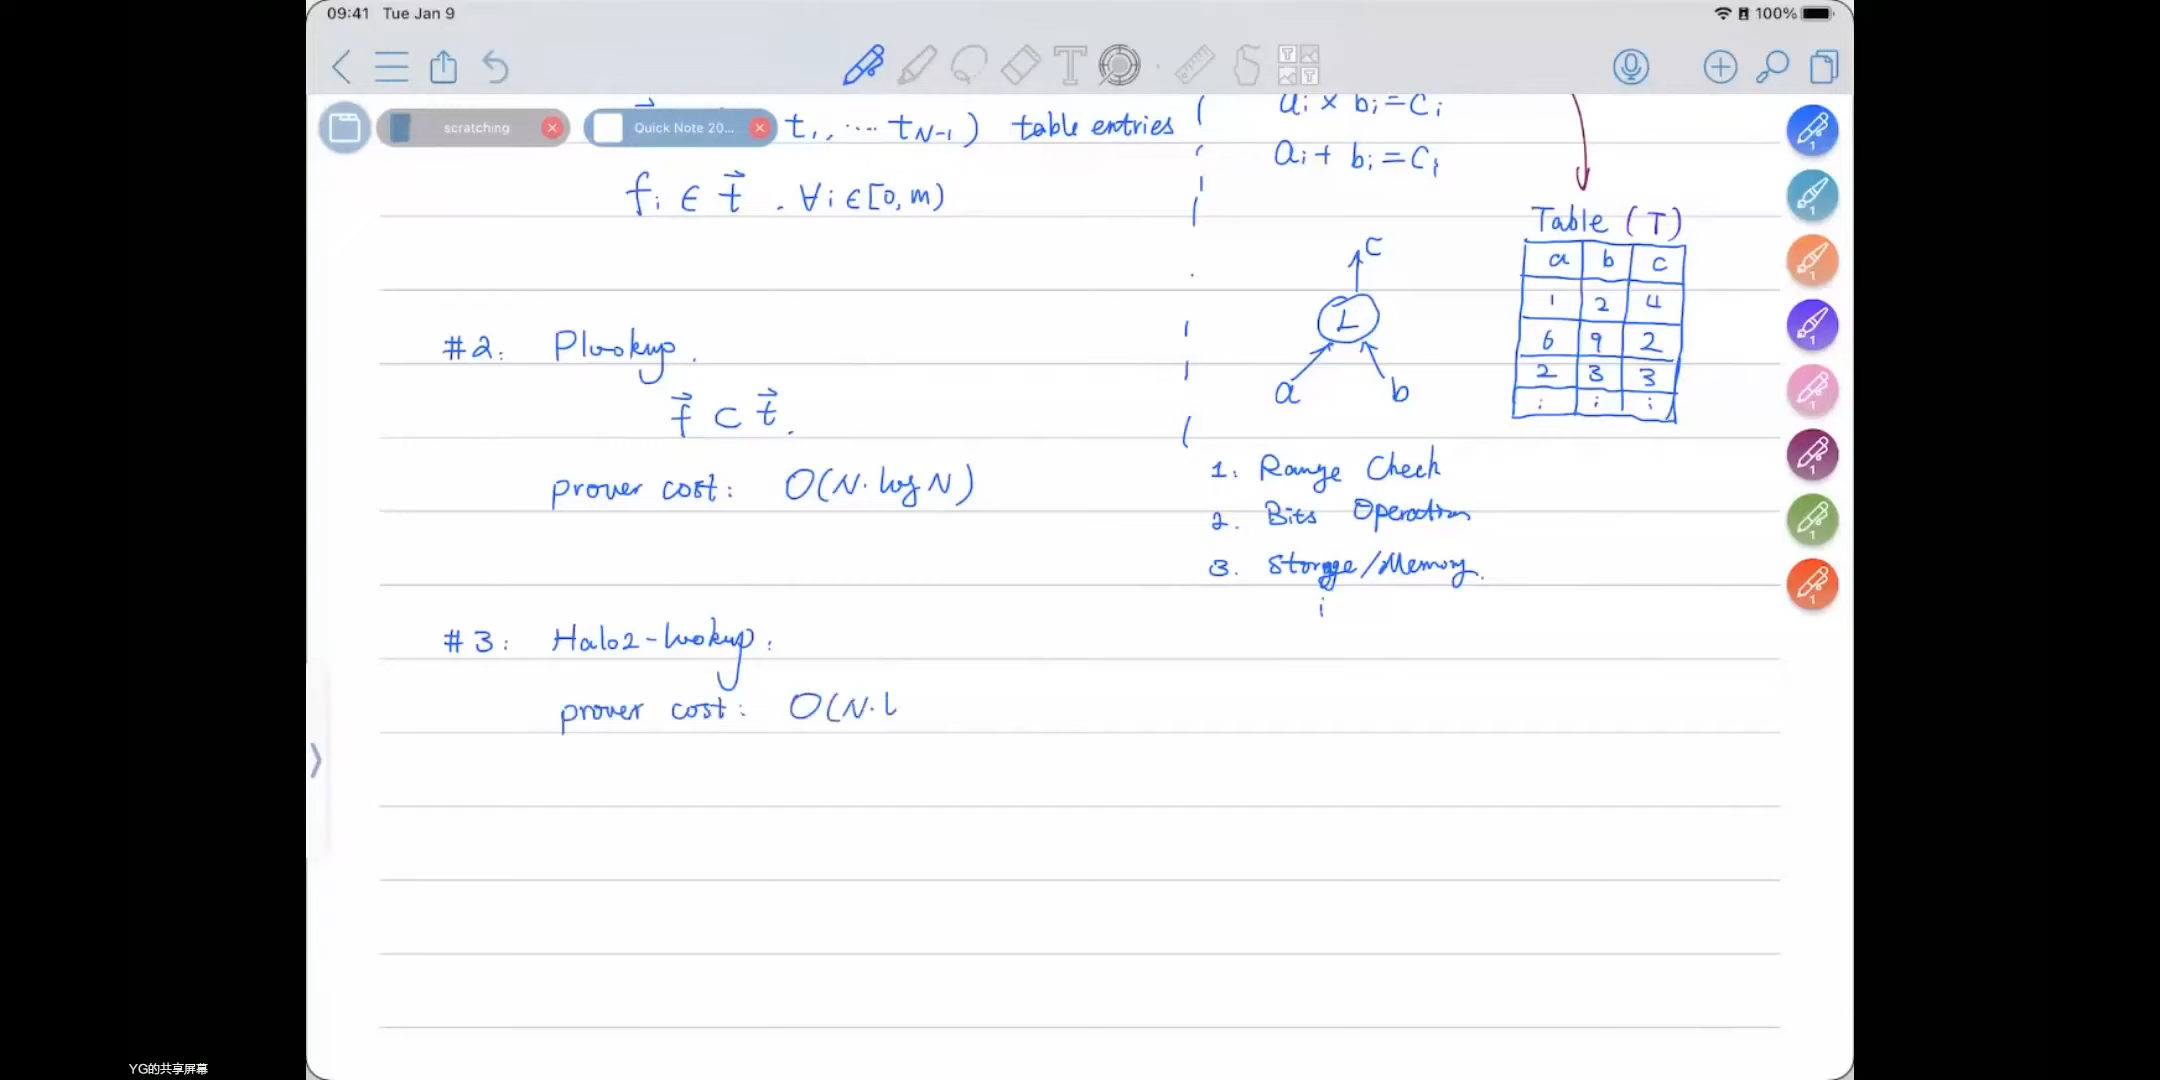 09:41 Tue Jan 9
100%
scratching
Quick Note 20...
t₁, ... t_{N-1}) table entries
fᵢ ∈ t⃗ . ∀i ∈ [0, m)
#2: Plookup.
f⃗ ⊂ t⃗.
prover cost: O(N·log N)
#3: Halo2-lookup:
prover cost: O(N·l
aᵢ × bᵢ = cᵢ
aᵢ + bᵢ = cᵢ
c
L
a b
Table (T)
a b c
1 2 4
6 9 2
2 3 3
⋮ ⋮ ⋮
1. Range Check
2. Bits Operation
3. Storage/Memory.
⋮
YG的共享屏幕